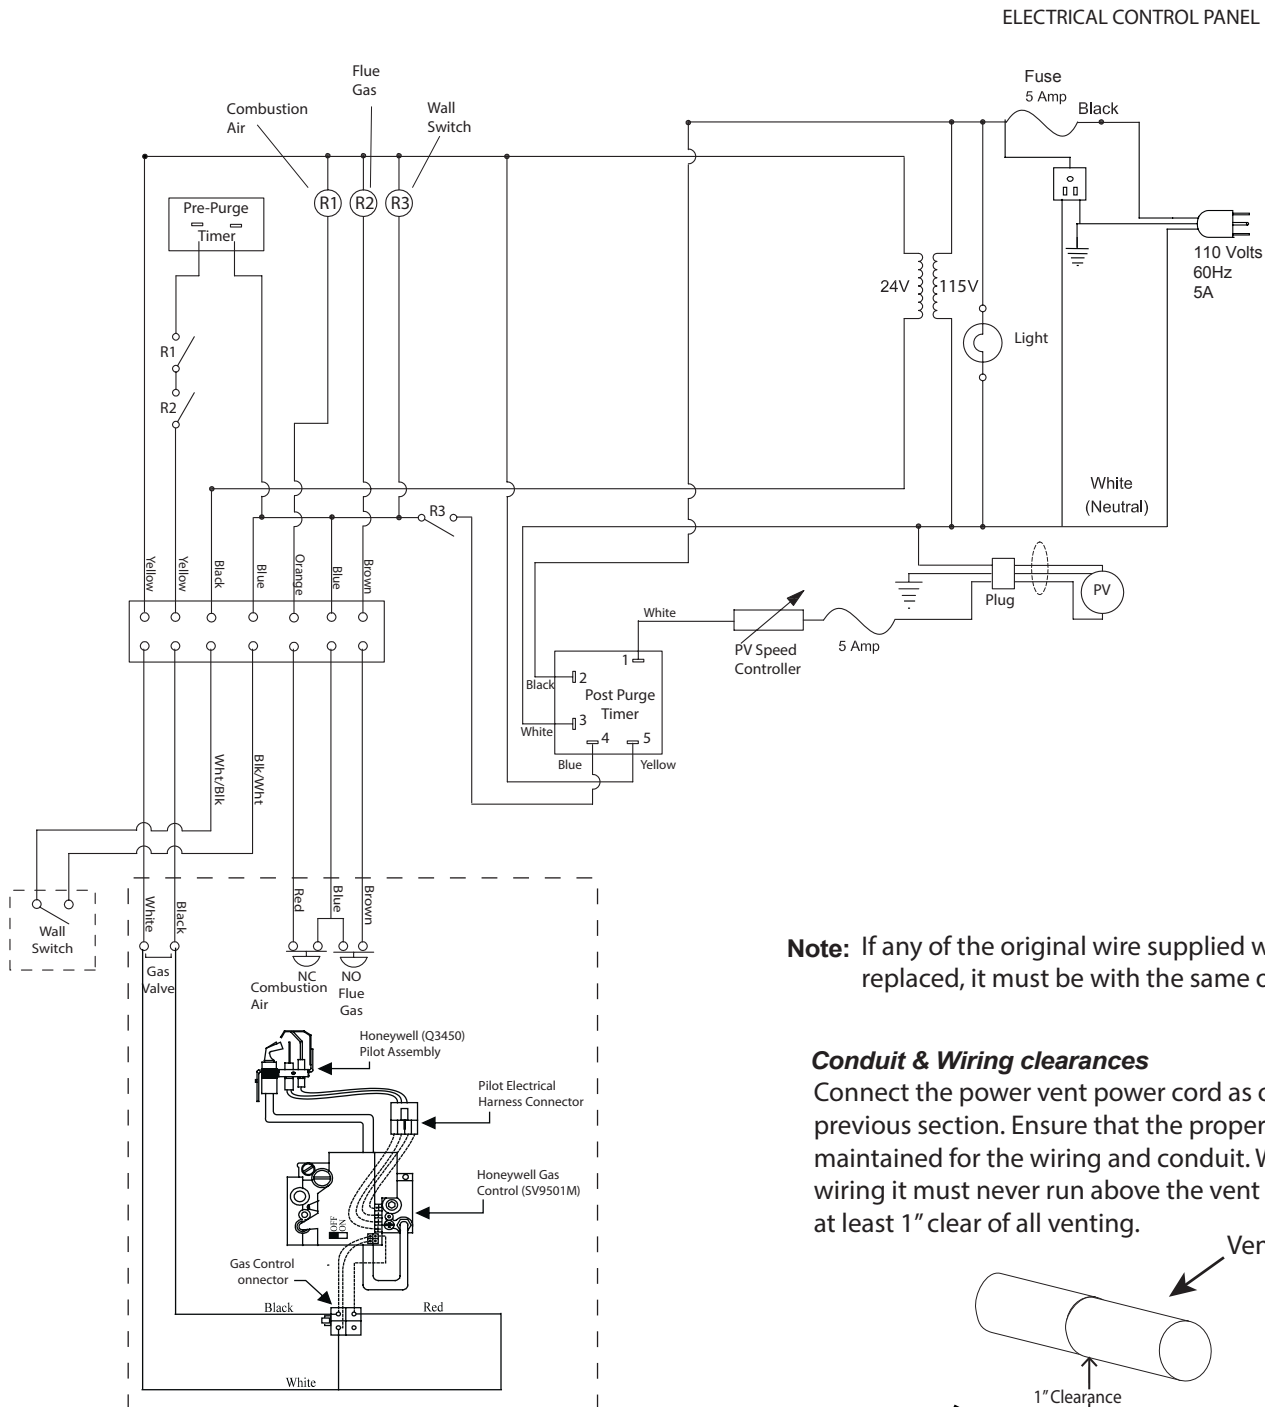 ELECTRICAL CONTROL PANEL
Fuse
5 Amp
Black
Flue
Gas
Combustion
Air
Wall
Switch
R1
R2
R3
Pre-Purge
Timer
110 Volts
60Hz
5A
24V
115V
Light
R1
R2
White
(Neutral)
R3
Yellow
Yellow
Black
Blue
Orange
Blue
Brown
Plug
PV
White
PV Speed
Controller
5 Amp
1
2
3
4
5
Post Purge
Timer
Black
White
Blue
Yellow
Wht/Blk
Blk/Wht
Wall
Switch
White
Black
Red
Blue
Brown
Gas
Valve
NC
Combustion
Air
NO
Flue
Gas
Honeywell (Q3450)
Pilot Assembly
Pilot Electrical
Harness Connector
Honeywell Gas
Control (SV9501M)
OFF
ON
Gas Control
onnector
Black
Red
White
Note: If any of the original wire supplied w
replaced, it must be with the same
Conduit & Wiring clearances
Connect the power vent power cord as
previous section. Ensure that the proper
maintained for the wiring and conduit. W
wiring it must never run above the vent
at least 1" clear of all venting.
Ven
1" Clearance